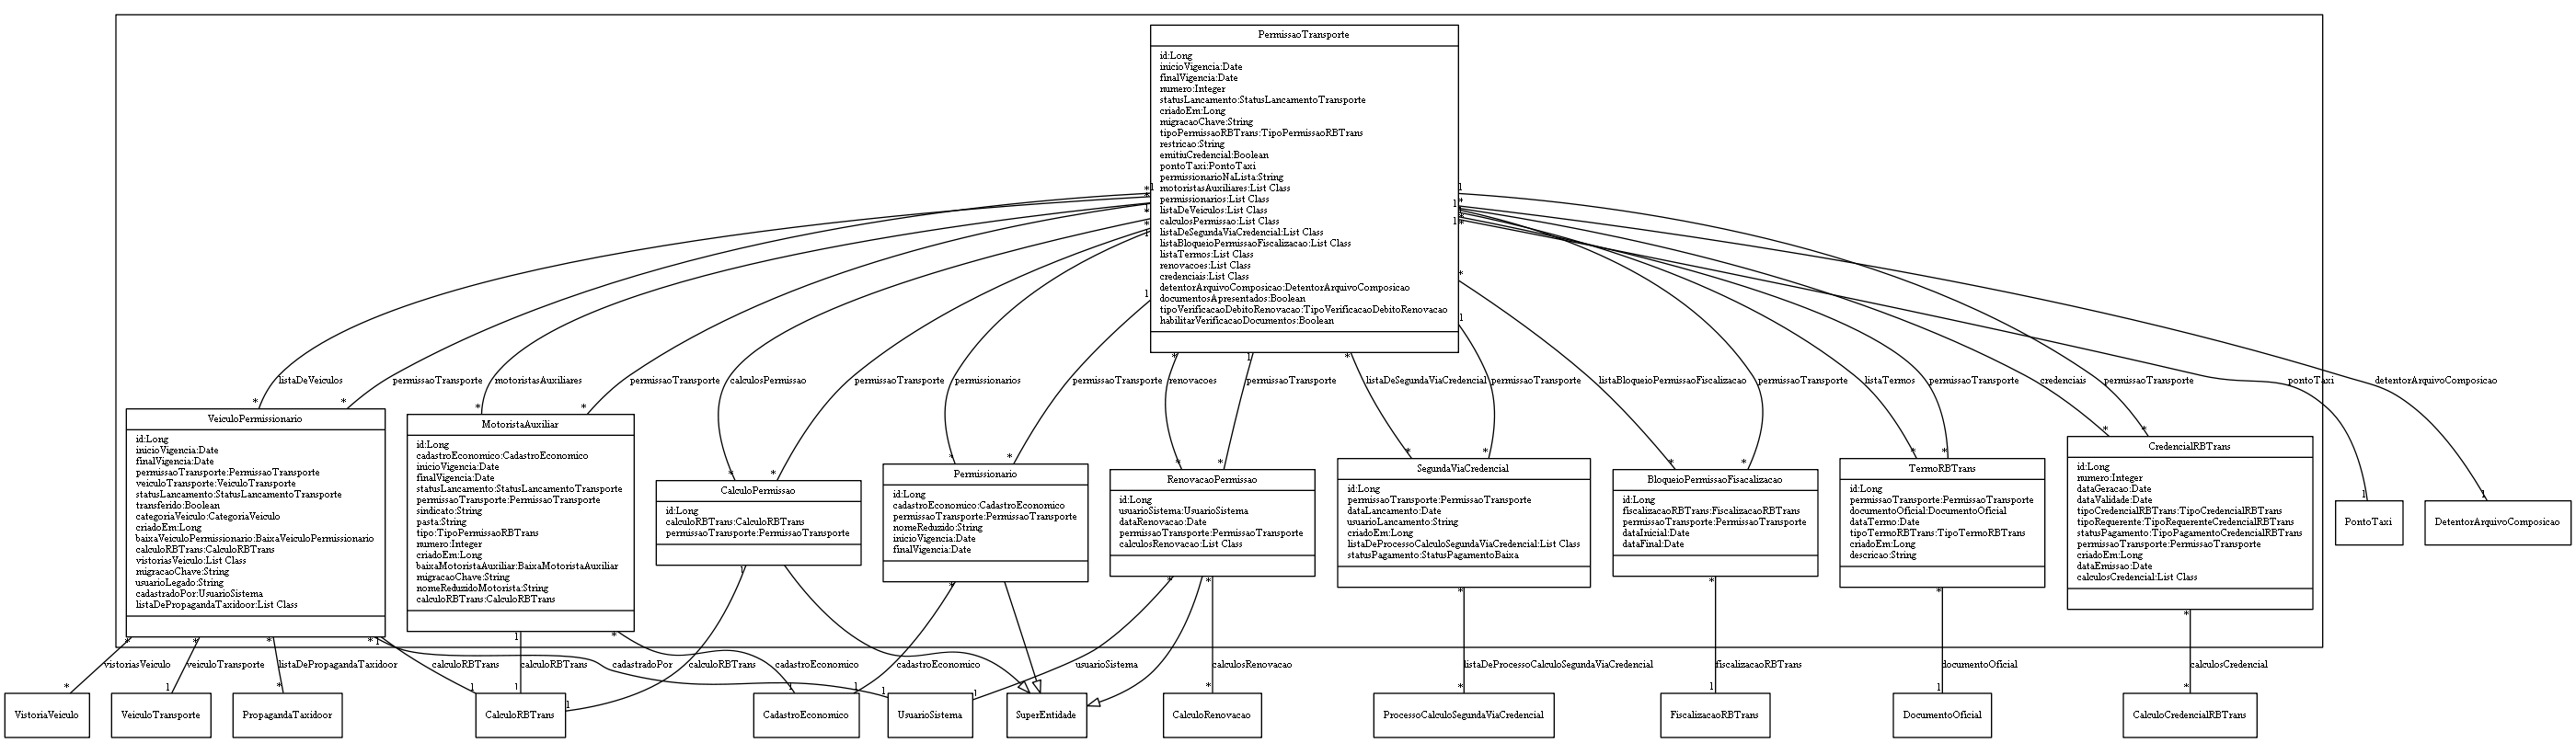 PermissaoTransporte
id:Long
inicioVigencia:Date
finalVigencia:Date
numero:Integer
statusLancamento:StatusLancamentoTransporte
criadoEm:Long
migracaoChave:String
tipoPermissaoRBTrans:TipoPermissaoRBTrans
restricao:String
emitiuCredencial:Boolean
pontoTaxi:PontoTaxi
permissionarioNaLista:String
motoristasAuxiliares:List Class
permissionarios:List Class
listaDeVeiculos:List Class
calculosPermissao:List Class
listaDeSegundaViaCredencial:List Class
listaBloqueioPermissaoFiscalizacao:List Class
listaTermos:List Class
renovacoes:List Class
credenciais:List Class
detentorArquivoComposicao:DetentorArquivoComposicao
documentosApresentados:Boolean
tipoVerificacaoDebitoRenovacao:TipoVerificacaoDebitoRenovacao
habilitarVerificacaoDocumentos:Boolean
listaDeVeiculos
permissaoTransporte
motoristasAuxiliares
permissaoTransporte
calculosPermissao
permissaoTransporte
permissionarios
permissaoTransporte
renovacoes
permissaoTransporte
listaDeSegundaViaCredencial
permissaoTransporte
listaBloqueioPermissaoFiscalizacao
permissaoTransporte
listaTermos
permissaoTransporte
credenciais
permissaoTransporte
pontoTaxi
detentorArquivoComposicao
VeiculoPermissionario
id:Long
inicioVigencia:Date
finalVigencia:Date
permissaoTransporte:PermissaoTransporte
veiculoTransporte:VeiculoTransporte
statusLancamento:StatusLancamentoTransporte
transferido:Boolean
categoriaVeiculo:CategoriaVeiculo
criadoEm:Long
baixaVeiculoPermissionario:BaixaVeiculoPermissionario
calculoRBTrans:CalculoRBTrans
vistoriasVeiculo:List Class
migracaoChave:String
usuarioLegado:String
cadastradoPor:UsuarioSistema
listaDePropagandaTaxidoor:List Class
MotoristaAuxiliar
id:Long
cadastroEconomico:CadastroEconomico
inicioVigencia:Date
finalVigencia:Date
statusLancamento:StatusLancamentoTransporte
permissaoTransporte:PermissaoTransporte
sindicato:String
pasta:String
tipo:TipoPermissaoRBTrans
numero:Integer
criadoEm:Long
baixaMotoristaAuxiliar:BaixaMotoristaAuxiliar
migracaoChave:String
nomeReduzidoMotorista:String
calculoRBTrans:CalculoRBTrans
CalculoPermissao
id:Long
calculoRBTrans:CalculoRBTrans
permissaoTransporte:PermissaoTransporte
Permissionario
id:Long
cadastroEconomico:CadastroEconomico
permissaoTransporte:PermissaoTransporte
nomeReduzido:String
inicioVigencia:Date
finalVigencia:Date
RenovacaoPermissao
id:Long
usuarioSistema:UsuarioSistema
dataRenovacao:Date
permissaoTransporte:PermissaoTransporte
calculosRenovacao:List Class
SegundaViaCredencial
id:Long
permissaoTransporte:PermissaoTransporte
dataLancamento:Date
usuarioLancamento:String
criadoEm:Long
listaDeProcessoCalculoSegundaViaCredencial:List Class
statusPagamento:StatusPagamentoBaixa
BloqueioPermissaoFisacalizacao
id:Long
fiscalizacaoRBTrans:FiscalizacaoRBTrans
permissaoTransporte:PermissaoTransporte
dataInicial:Date
dataFinal:Date
TermoRBTrans
id:Long
permissaoTransporte:PermissaoTransporte
documentoOficial:DocumentoOficial
dataTermo:Date
tipoTermoRBTrans:TipoTermoRBTrans
criadoEm:Long
descricao:String
CredencialRBTrans
id:Long
numero:Integer
dataGeracao:Date
dataValidade:Date
tipoCredencialRBTrans:TipoCredencialRBTrans
tipoRequerente:TipoRequerenteCredencialRBTrans
statusPagamento:TipoPagamentoCredencialRBTrans
permissaoTransporte:PermissaoTransporte
criadoEm:Long
dataEmissao:Date
calculosCredencial:List Class
PontoTaxi
DetentorArquivoComposicao
vistoriasVeiculo
veiculoTransporte
listaDePropagandaTaxidoor
calculoRBTrans
calculoRBTrans
cadastradoPor
calculoRBTrans
cadastroEconomico
cadastroEconomico
usuarioSistema
calculosRenovacao
listaDeProcessoCalculoSegundaViaCredencial
fiscalizacaoRBTrans
documentoOficial
calculosCredencial
VistoriaVeiculo
VeiculoTransporte
PropagandaTaxidoor
CalculoRBTrans
CadastroEconomico
UsuarioSistema
SuperEntidade
CalculoRenovacao
ProcessoCalculoSegundaViaCredencial
FiscalizacaoRBTrans
DocumentoOficial
CalculoCredencialRBTrans